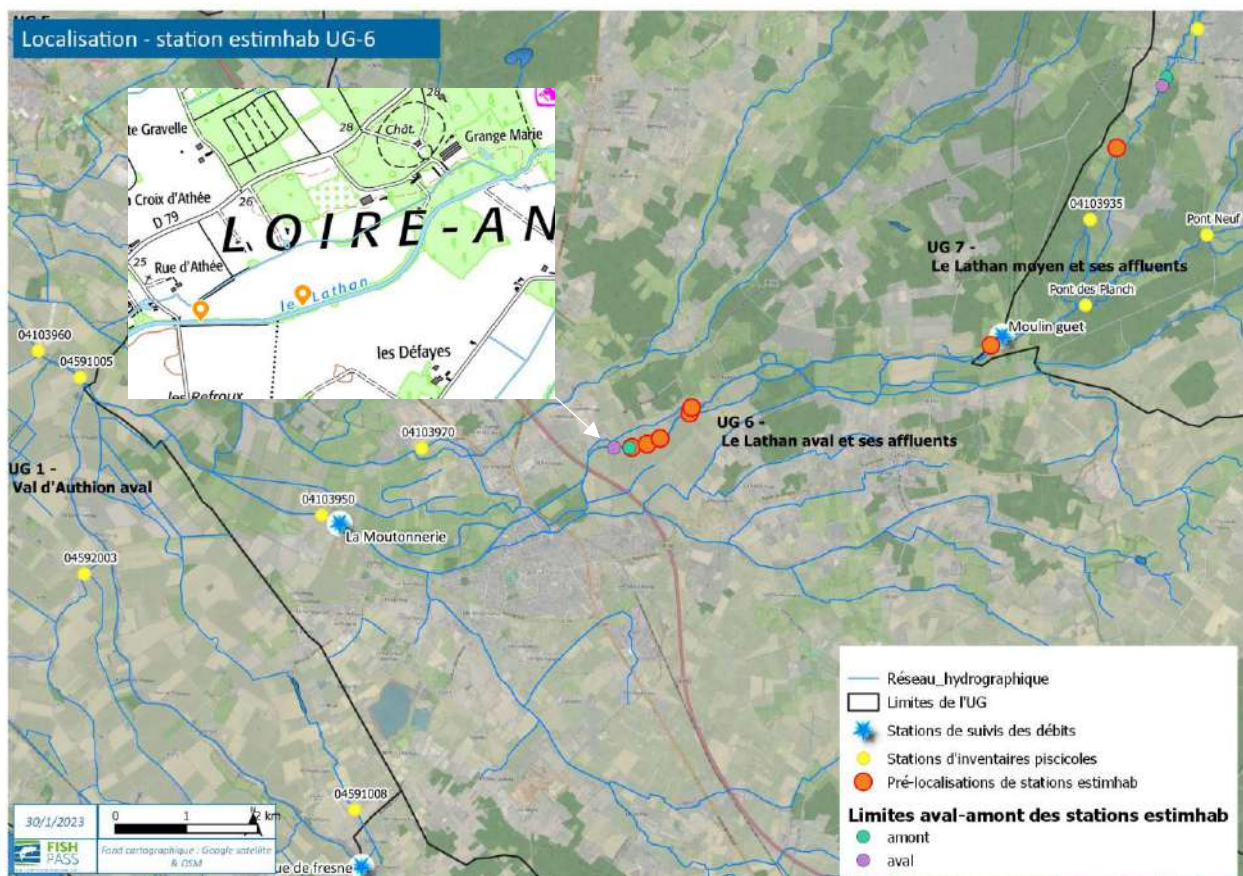 UG-5
Localisation - station estimhab UG-6
te Gravelle
28
28
Chât.
Grange Marie
Croix d'Athée
D 79
26
LOIRE-AN
25
Rue d'Athée
le Lathan
les Défayes
les Refroux
04103935
Pont Neuf
UG 7 -
Le Lathan moyen et ses affluents
Pont des Planch
Moulin guet
04103960
04591005
UG 6 -
Le Lathan aval et ses affluents
04103970
UG 1 -
Val d'Authion aval
04103950
La Moutonnerie
04592003
04591008
ue de fresne
Réseau_hydrographique
Limites de l'UG
Stations de suivis des débits
Stations d'inventaires piscicoles
Pré-localisations de stations estimhab
Limites aval-amont des stations estimhab
amont
aval
30/1/2023
0 1 2 km
N
FISH
PASS
Fond cartographique : Google satellite
& OSM